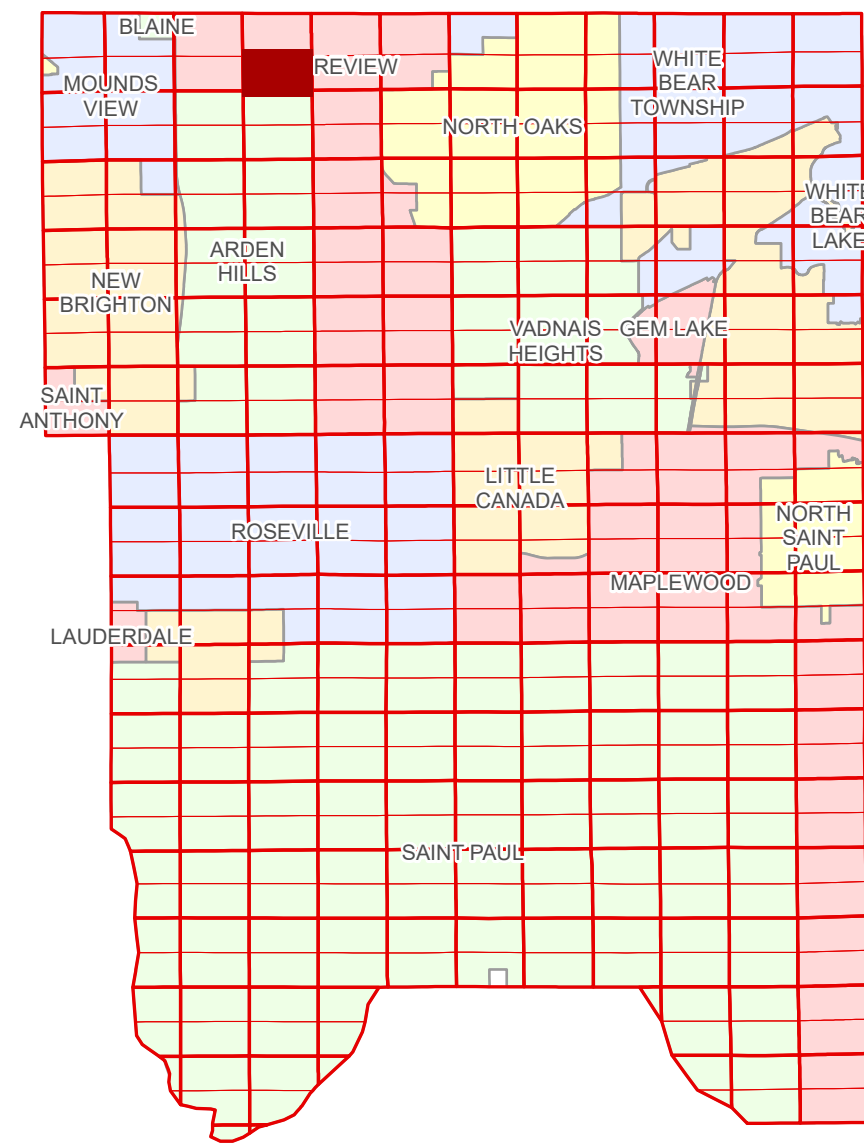 BLAINE
REVIEW
MOUNDS
VIEW
WHITE
BEAR
TOWNSHIP
NORTH OAKS
WHITE
BEAR
LAKE
ARDEN
HILLS
NEW
BRIGHTON
VADNAIS
HEIGHTS
GEM LAKE
SAINT
ANTHONY
LITTLE
CANADA
NORTH
SAINT
PAUL
ROSEVILLE
MAPLEWOOD
LAUDERDALE
SAINT PAUL